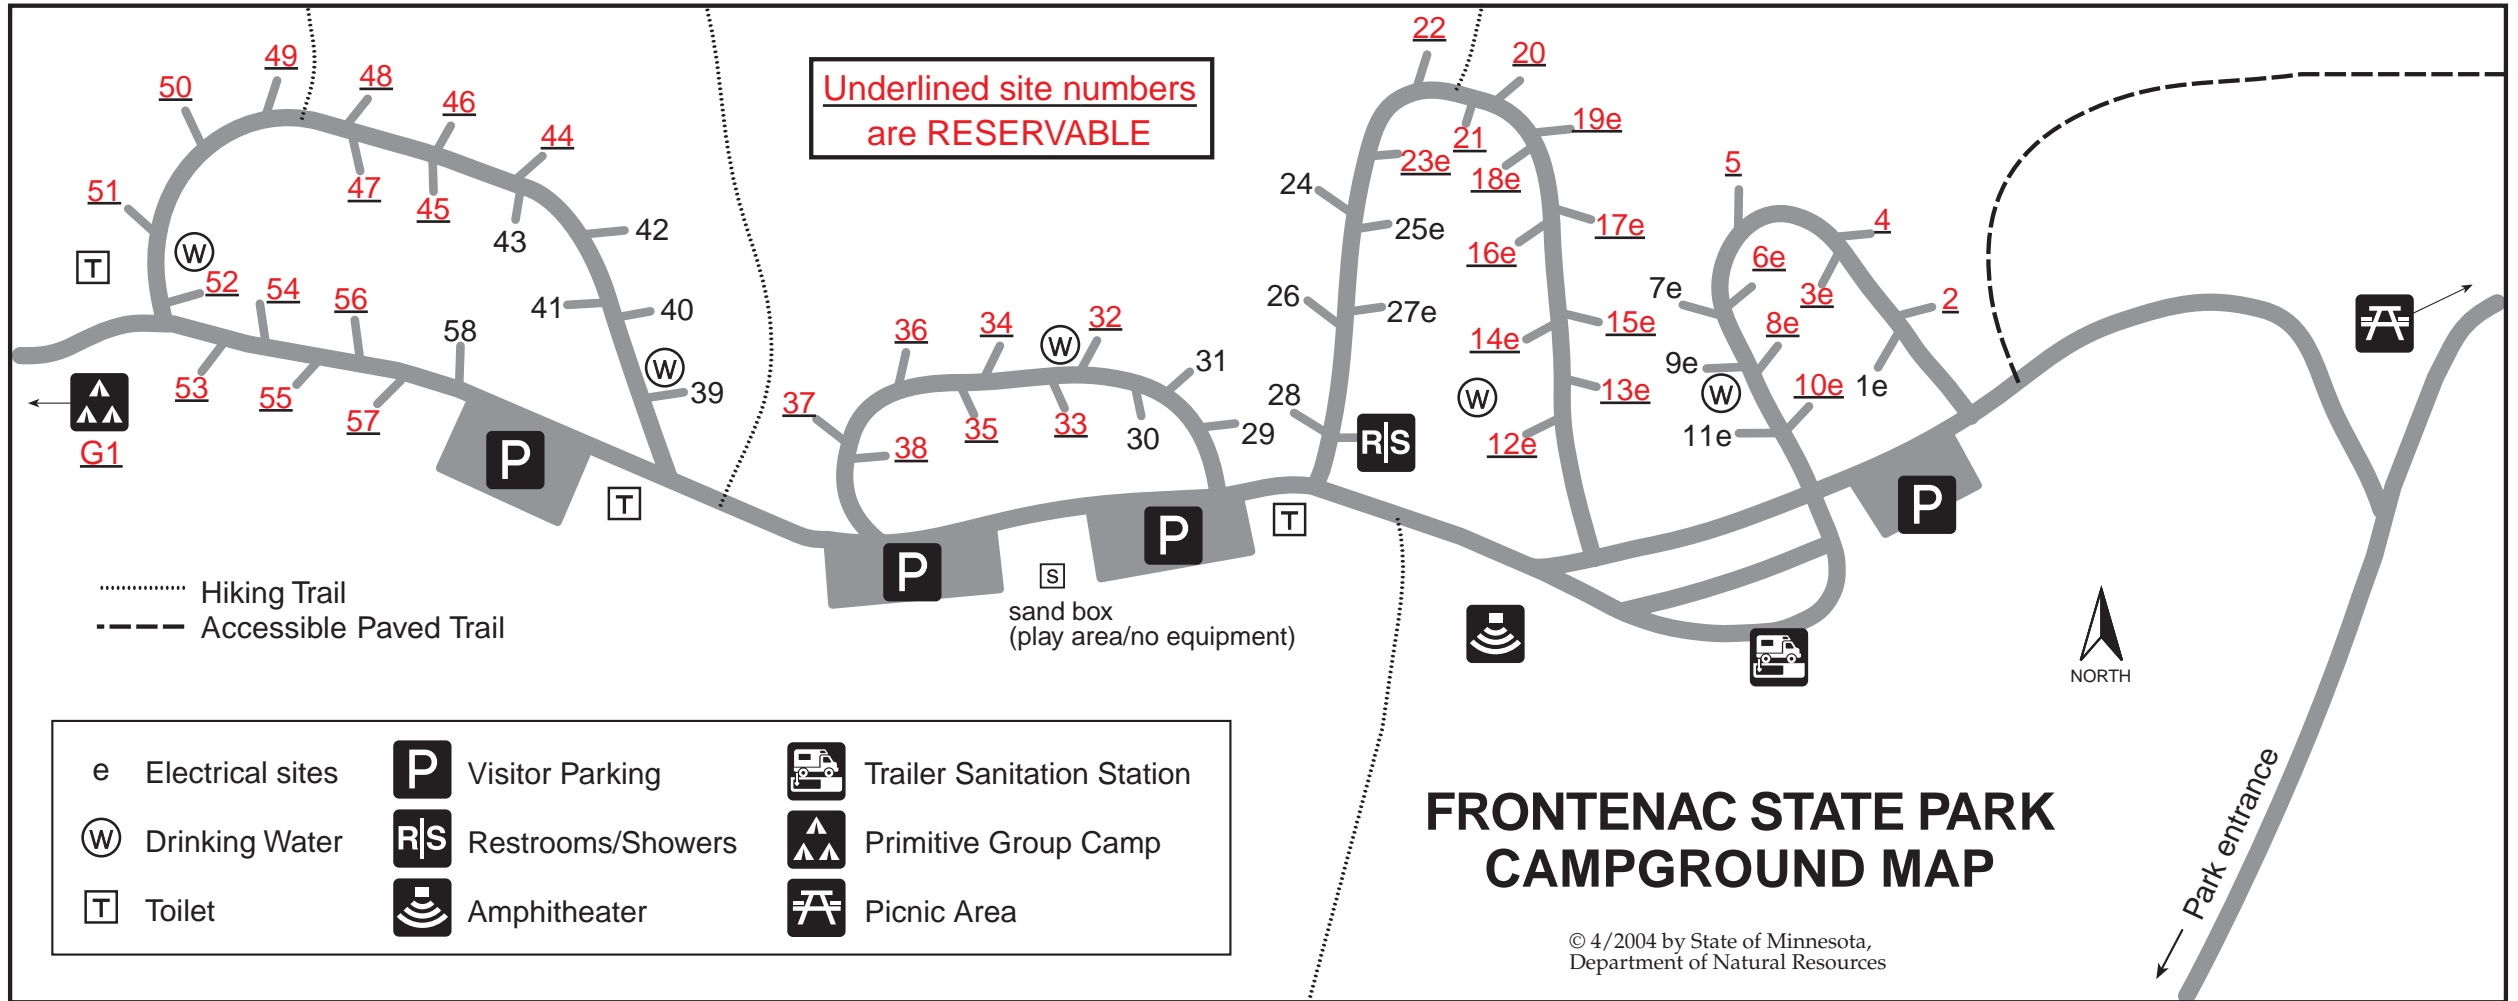 Underlined site numbers
are RESERVABLE
22
20
49
48
46
50
44
21
19e
23e
18e
5
47
45
51
24
43
42
25e
17e
16e
4
W
T
52
54
56
41
40
26
27e
7e
6e
3e
2
58
36
34
W
32
31
14e
15e
8e
9e
53
55
57
W
39
37
35
33
30
29
28
W
13e
W
10e
1e
G1
38
R|S
12e
11e
P
T
P
P
T
P
S
sand box
(play area/no equipment)
Hiking Trail
Accessible Paved Trail
NORTH
e Electrical sites
P Visitor Parking
Trailer Sanitation Station
W Drinking Water
R|S Restrooms/Showers
Primitive Group Camp
T Toilet
Amphitheater
Picnic Area
FRONTENAC STATE PARK
CAMPGROUND MAP
Park entrance
© 4/2004 by State of Minnesota,
Department of Natural Resources